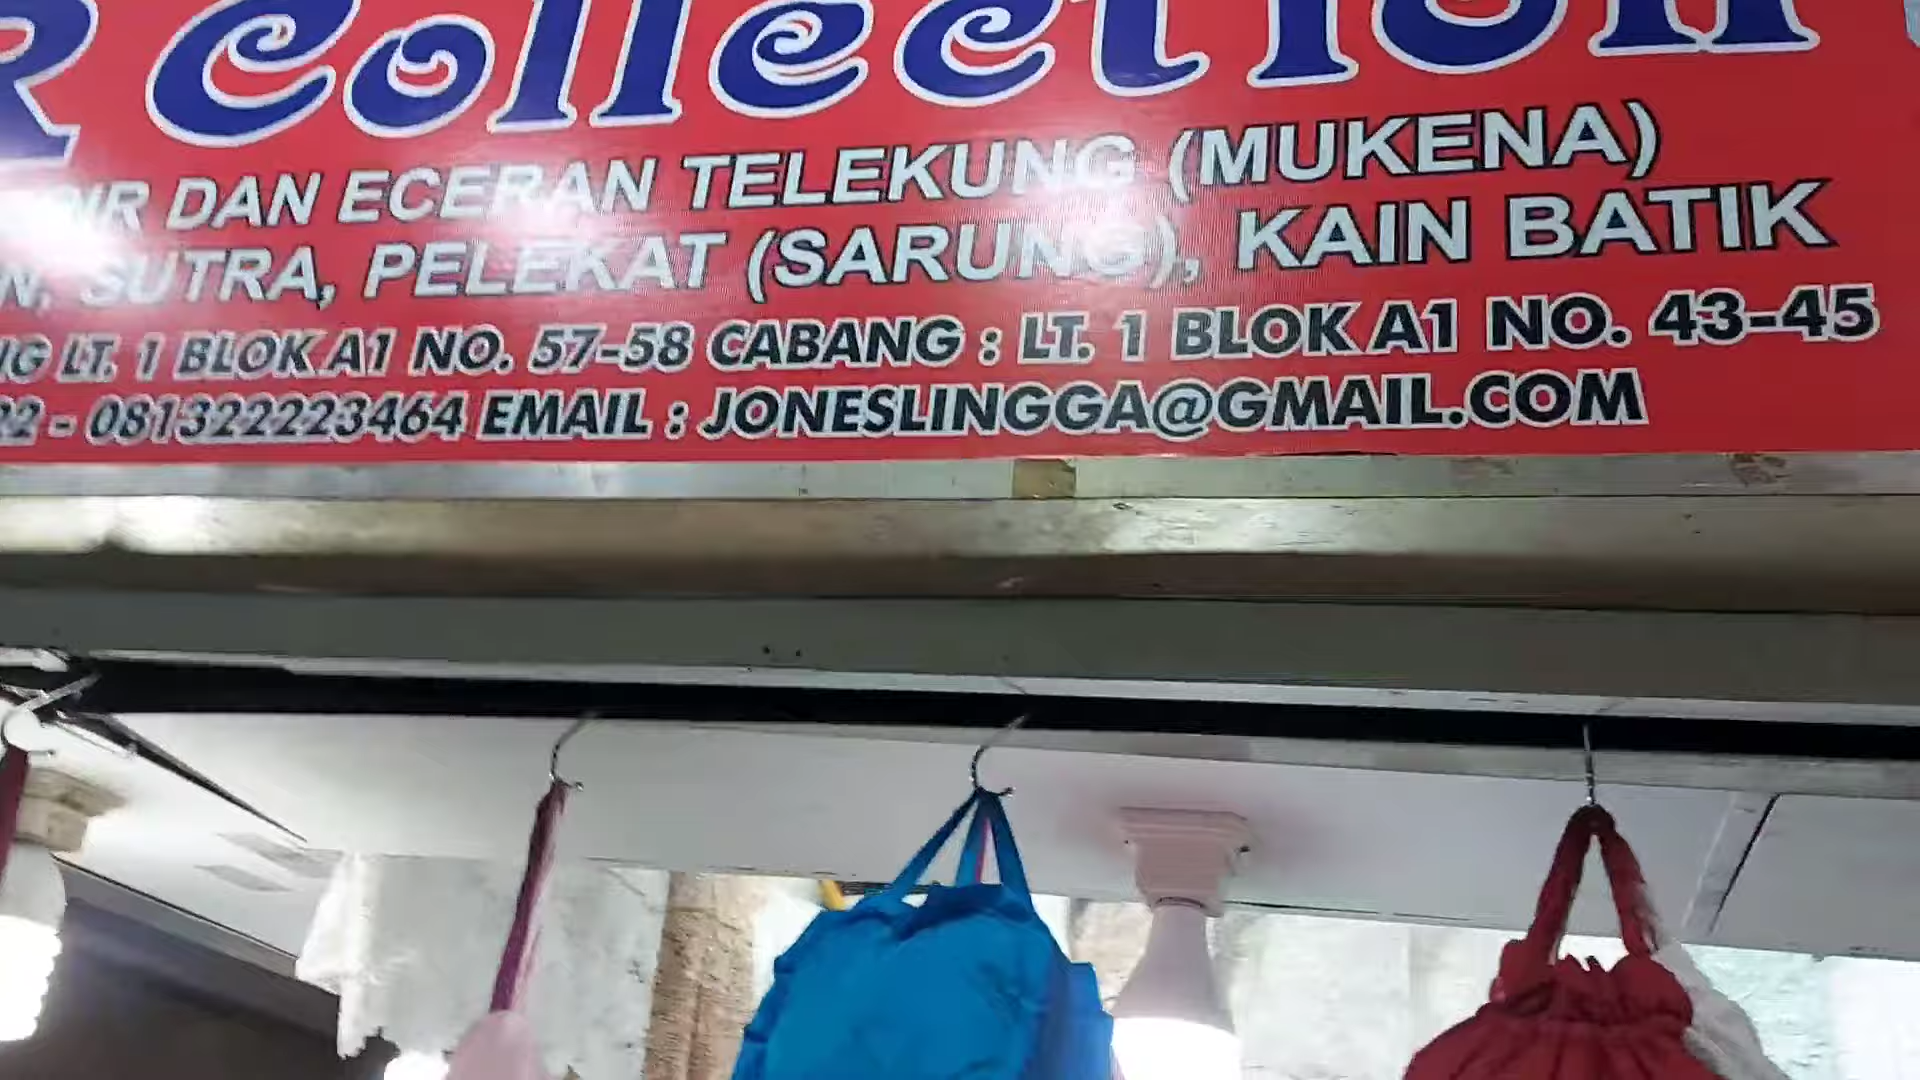 R Collection
DAN ECERAN TELEKUNG (MUKENA)
SUTRA, PELEKAT (SARUNG), KAIN BATIK
LT. 1 BLOK A1 NO. 57-58 CABANG : LT. 1 BLOK A1 NO. 43-45
- 081322223464 EMAIL : JONESLINGGA@GMAIL.COM